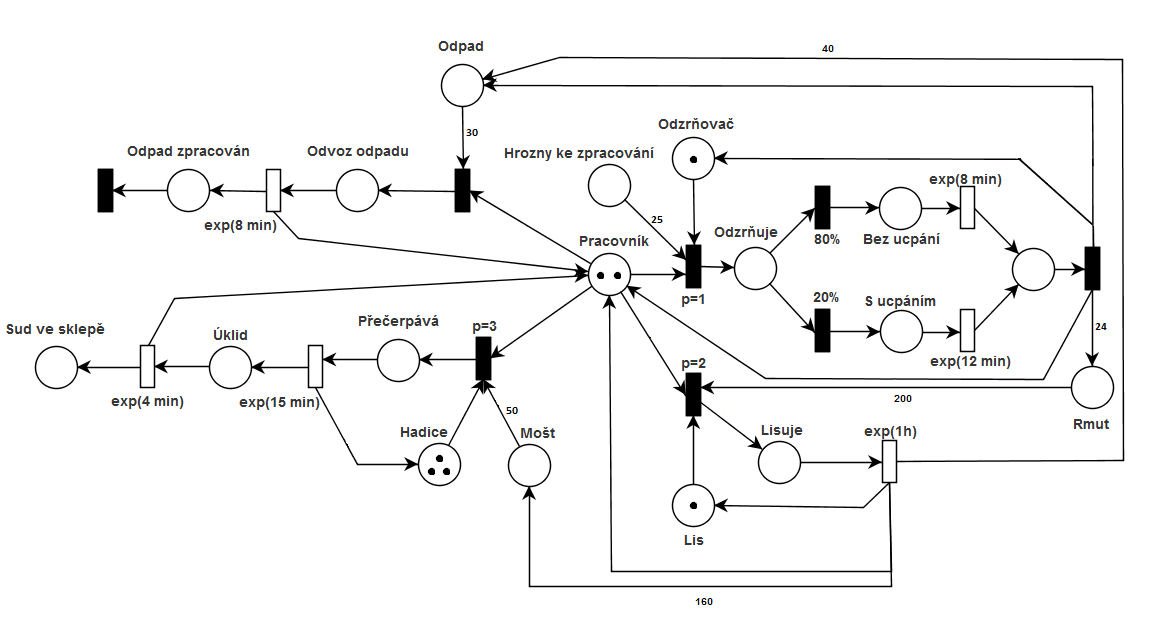 40
Odpad
30
Odzrňovač
Odpad zpracován
Odvoz odpadu
Hrozny ke zpracování
exp(8 min)
25
exp(8 min)
Pracovník
Odzrňuje
80%
Bez ucpání
p=1
20%
S ucpáním
Sud ve sklepě
Úklid
Přečerpává
p=3
24
exp(12 min)
p=2
exp(4 min)
exp(15 min)
200
50
Rmut
Hadice
Mošt
Lisuje
exp(1h)
Lis
160